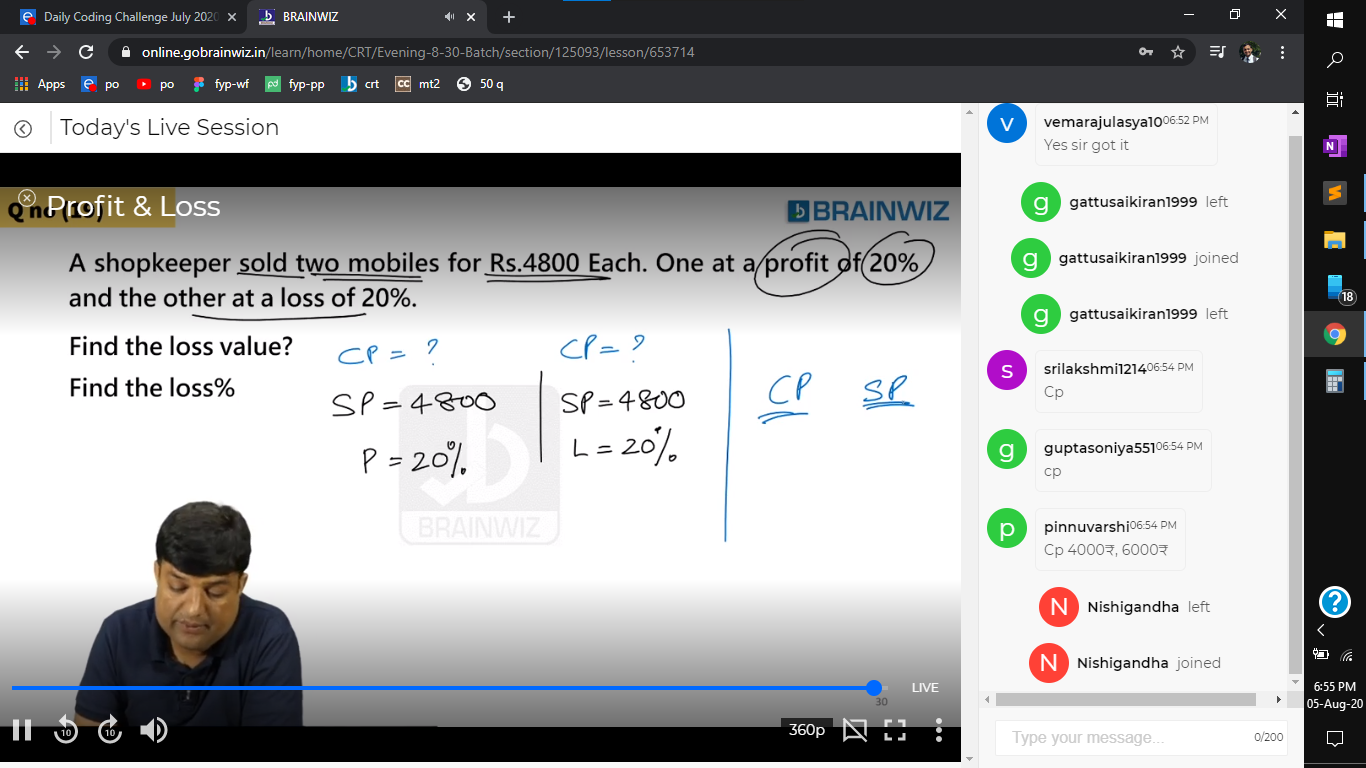 Daily Coding Challenge July 2020
BRAINWIZ
online.gobrainwiz.in/learn/home/CRT/Evening-8-30-Batch/section/125093/lesson/653714
Apps
po
po
fyp-wf
fyp-pp
crt
mt2
50 q
Today's Live Session
Profit & Loss
BRAINWIZ
A shopkeeper sold two mobiles for Rs.4800 Each. One at a profit of 20%
and the other at a loss of 20%.
Find the loss value?
Find the loss%
CP = ?
SP = 4800
P = 20%
CP = ?
SP = 4800
L = 20%
CP SP
BRAINWIZ
LIVE
30
10
10
360p
v
vemarajulasya10 06:52 PM
Yes sir got it
g
gattusaikiran1999 left
g
gattusaikiran1999 joined
g
gattusaikiran1999 left
s
srilakshmi1214 06:54 PM
Cp
g
guptasoniya551 06:54 PM
cp
p
pinnuvarshi 06:54 PM
Cp 4000₹, 6000₹
N
Nishigandha left
N
Nishigandha joined
Type your message...
0/200
18
6:55 PM
05-Aug-20